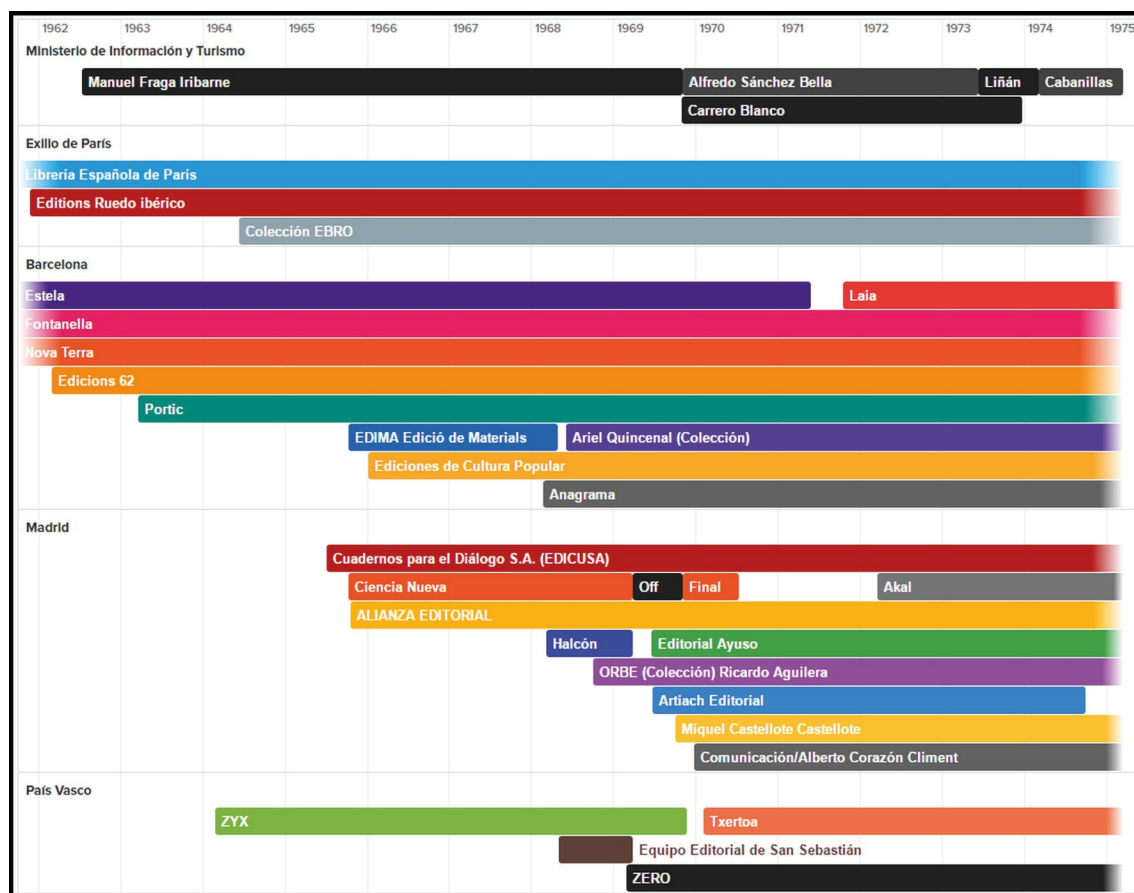 1962 1963 1964 1965 1966 1967 1968 1969 1970 1971 1972 1973 1974 1975
Ministerio de Información y Turismo
Manuel Fraga Iribarne Alfredo Sánchez Bella Liñán Cabanillas
Carrero Blanco
Exilio de París
Librería Española de París
Editions Ruedo ibérico
Colección EBRO
Barcelona
Estela Laia
Fontanella
Nova Terra
Edicions 62
Portic
EDIMA Edició de Materials Ariel Quincenal (Colección)
Ediciones de Cultura Popular
Anagrama
Madrid
Cuadernos para el Diálogo S.A. (EDICUSA)
Ciencia Nueva Off Final Akal
ALIANZA EDITORIAL
Halcón Editorial Ayuso
ORBE (Colección) Ricardo Aguilera
Artiach Editorial
Miquel Castellote Castellote
Comunicación/Alberto Corazón Climent
País Vasco
ZYX Txertoa
Equipo Editorial de San Sebastián
ZERO